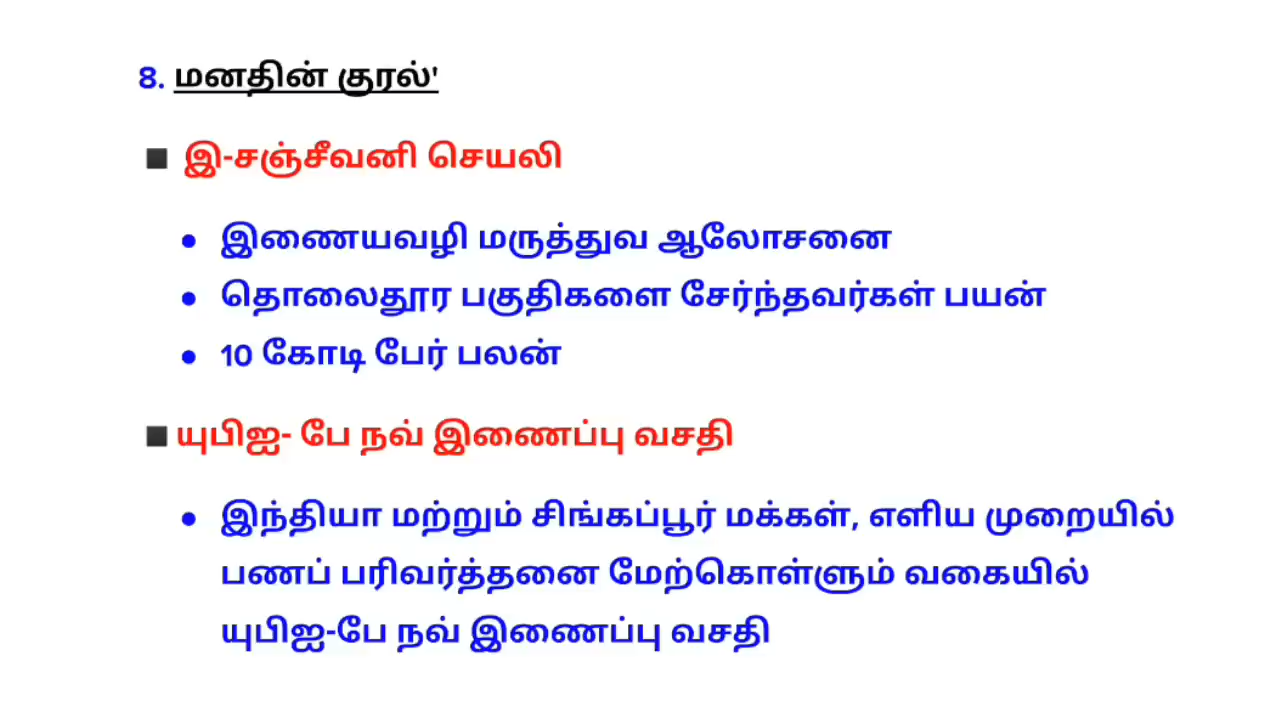 8. மனதின் குரல்'
இ-சஞ்சீவனி செயலி
இணையவழி மருத்துவ ஆலோசனை
தொலைதூர பகுதிகளை சேர்ந்தவர்கள் பயன்
10 கோடி பேர் பலன்
யுபிஐ- பே நவ் இணைப்பு வசதி
இந்தியா மற்றும் சிங்கப்பூர் மக்கள், எளிய முறையில்
பணப் பரிவர்த்தனை மேற்கொள்ளும் வகையில்
யுபிஐ-பே நவ் இணைப்பு வசதி